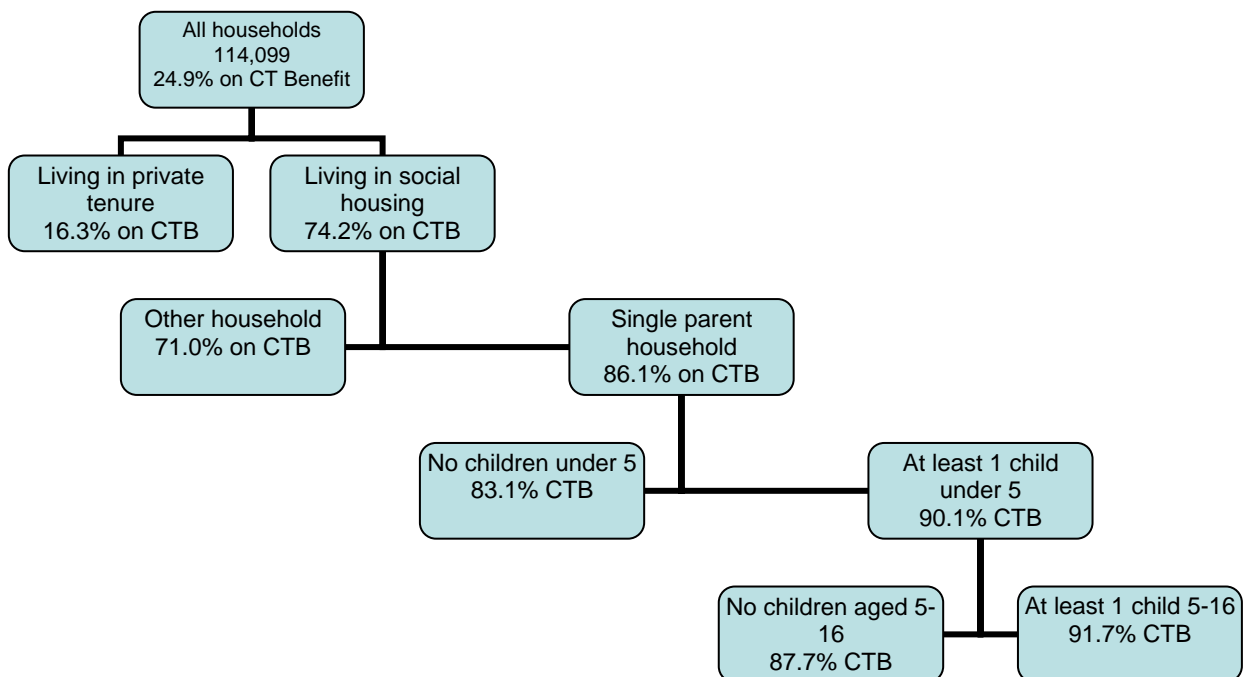 All households
114,099
24.9% on CT Benefit
Living in private
tenure
16.3% on CTB
Living in social
housing
74.2% on CTB
Other household
71.0% on CTB
Single parent
household
86.1% on CTB
No children under 5
83.1% CTB
At least 1 child
under 5
90.1% CTB
No children aged 5-
16
87.7% CTB
At least 1 child 5-16
91.7% CTB